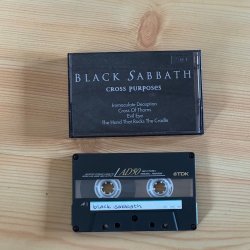 BLACK SABBATH
CROSS PURPOSES
Immaculate Deception
Cross Of Thorns
Evil Eye
The Hand That Rocks The Cradle
AD90
TDK
black sabbath